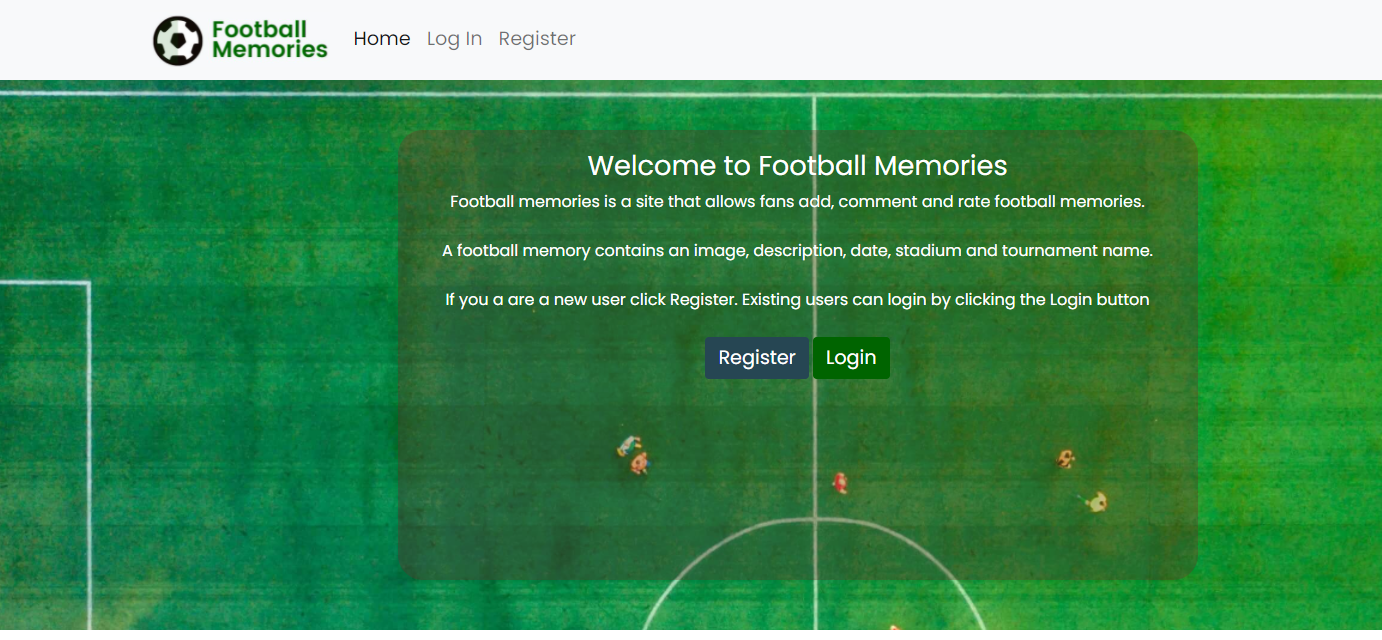 Football
Memories
Home Log In Register
Welcome to Football Memories
Football memories is a site that allows fans add, comment and rate football memories.
A football memory contains an image, description, date, stadium and tournament name.
If you a are a new user click Register. Existing users can login by clicking the Login button
Register Login